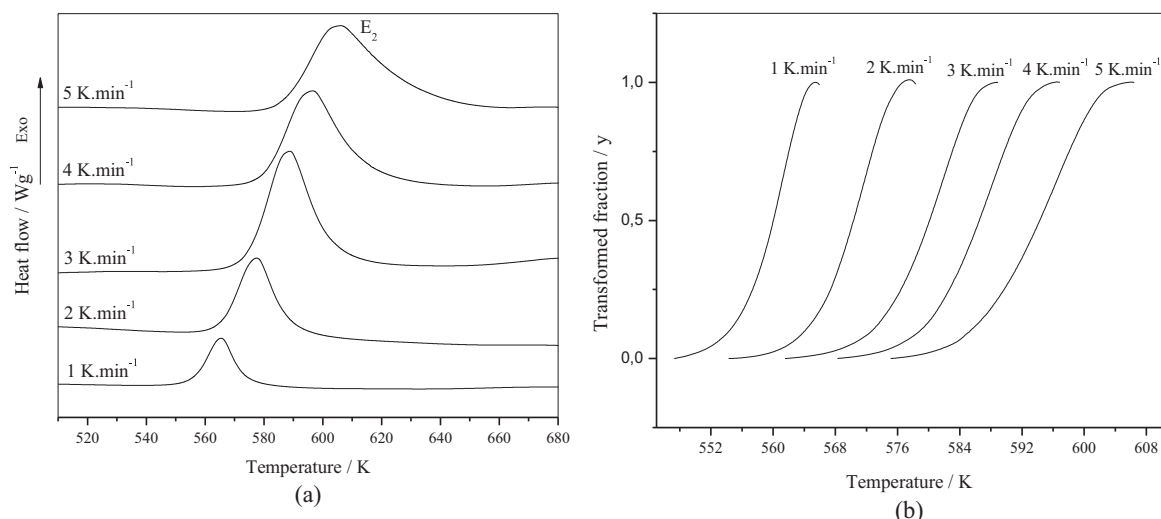 E₂
5 K.min⁻¹
4 K.min⁻¹
3 K.min⁻¹
2 K.min⁻¹
1 K.min⁻¹
Heat flow / Wg⁻¹
Exo
520 540 560 580 600 620 640 660 680
Temperature / K
(a)
1 K.min⁻¹ 2 K.min⁻¹ 3 K.min⁻¹ 4 K.min⁻¹ 5 K.min⁻¹
1,0
0,5
0,0
Transformed fraction / y
552 560 568 576 584 592 600 608
Temperature / K
(b)